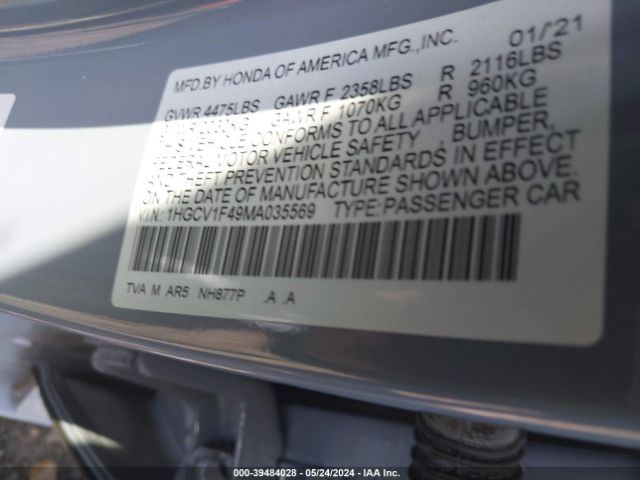 MFD.BY HONDA OF AMERICA MFG.,INC. 01/'21
GVWR 4475LBS GAWR F 2358LBS R 2116LBS
GAWR F 1070KG R 960KG
VEHICLE CONFORMS TO ALL APPLICABLE
FEDERAL MOTOR VEHICLE SAFETY , BUMPER,
AND THEFT PREVENTION STANDARDS IN EFFECT
ON THE DATE OF MANUFACTURE SHOWN ABOVE.
V.I.N.: 1HGCV1F49MA035569 TYPE:PASSENGER CAR
TVA M AR5 NH877P .A .A
000-39484028 - 05/24/2024 - IAA Inc.